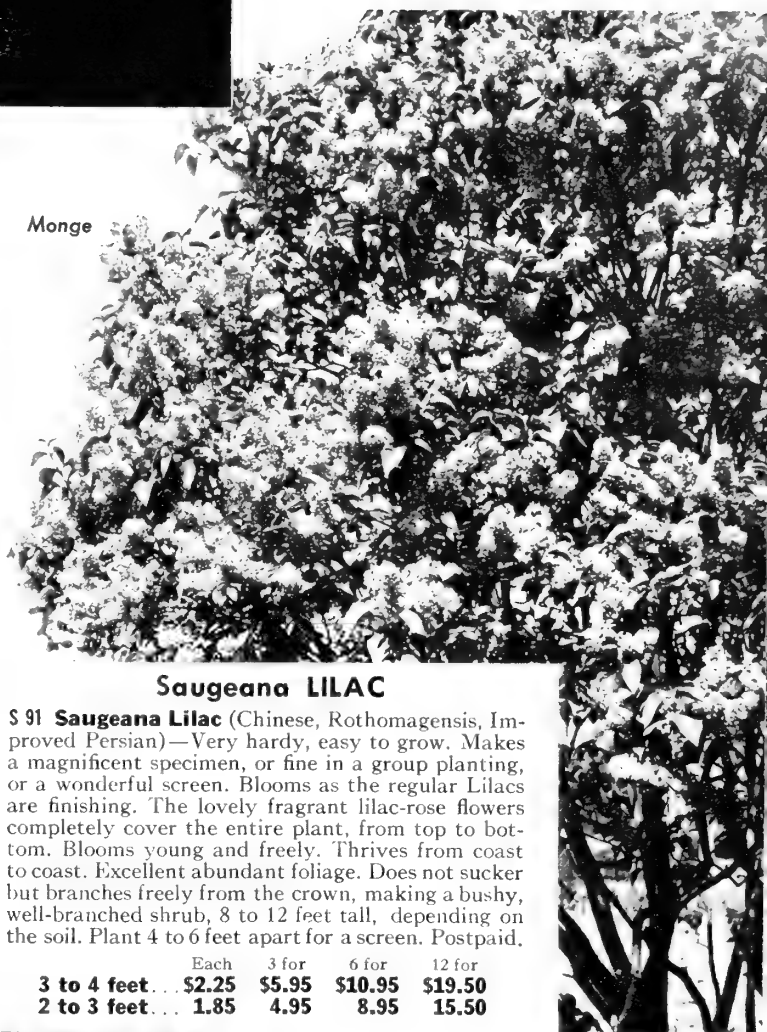 Monge
Saugeana LILAC
S 91 Saugeana Lilac (Chinese, Rothomagensis, Im-
proved Persian)—Very hardy, easy to grow. Makes
a magnificent specimen, or fine in a group planting,
or a wonderful screen. Blooms as the regular Lilacs
are finishing. The lovely fragrant lilac-rose flowers
completely cover the entire plant, from top to bot-
tom. Blooms young and freely. Thrives from coast
to coast. Excellent abundant foliage. Does not sucker
but branches freely from the crown, making a bushy,
well-branched shrub, 8 to 12 feet tall, depending on
the soil. Plant 4 to 6 feet apart for a screen. Postpaid.
Each 3 for 6 for 12 for
3 to 4 feet... $2.25 $5.95 $10.95 $19.50
2 to 3 feet... 1.85 4.95 8.95 15.50